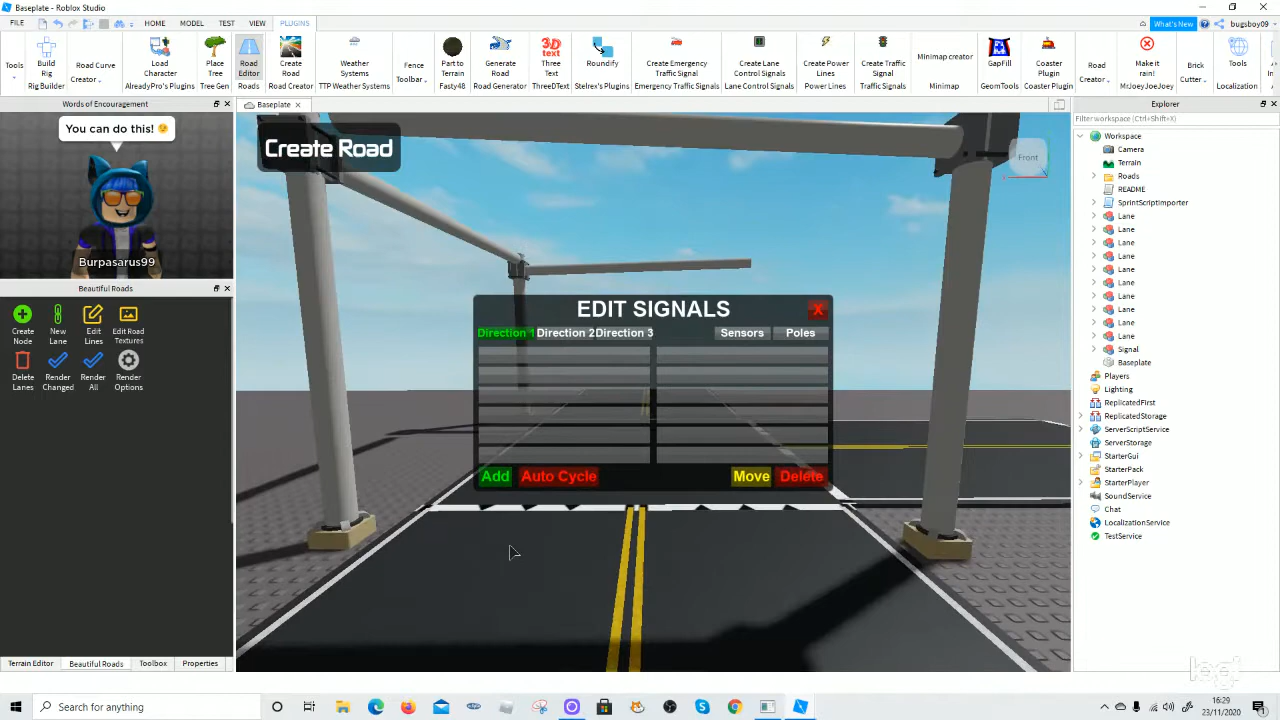 Baseplate - Roblox Studio
FILE HOME MODEL TEST VIEW PLUGINS What's New bugsboy09
Tools
Build Rig
Rig Builder
Road Curve
Creator
Load Character
AlreadyPro's Plugins
Place Tree
Tree Gen
Road Editor
Roads
Create Road
Road Creator
Weather Systems
TTP Weather Systems
Fence
Toolbar
Part to Terrain
Fasty48
Generate Road
Road Generator
3D text
Three Text
ThreeDText
Roundify
Stelrex's Plugins
Create Emergency Traffic Signal
Emergency Traffic Signals
Create Lane Control Signals
Lane Control Signals
Create Power Lines
Power Lines
Create Traffic Signal
Traffic Signals
Minimap creator
Minimap
GapFill
GeomTools
Coaster Plugin
Coaster Plugin
Road
Creator
Make it rain!
MrJoeyJoeJoey
Brick
Cutter
Tools
Localization
Words of Encouragement
You can do this!
Burpasarus99
Beautiful Roads
Create Node
New Lane
Edit Lines
Edit Road Textures
Delete Lanes
Render Changed
Render All
Render Options
Terrain Editor Beautiful Roads Toolbox Properties
Baseplate
Create Road
Front
EDIT SIGNALS X
Direction 1 Direction 2 Direction 3 Sensors Poles
Add Auto Cycle Move Delete
Explorer
Filter workspace (Ctrl+Shift+X)
Workspace
Camera
Terrain
Roads
README
SprintScriptImporter
Lane
Lane
Lane
Lane
Lane
Lane
Lane
Lane
Lane
Lane
Signal
Baseplate
Players
Lighting
ReplicatedFirst
ReplicatedStorage
ServerScriptService
ServerStorage
StarterGui
StarterPack
StarterPlayer
SoundService
Chat
LocalizationService
TestService
logi
Search for anything
16:29
23/11/2020